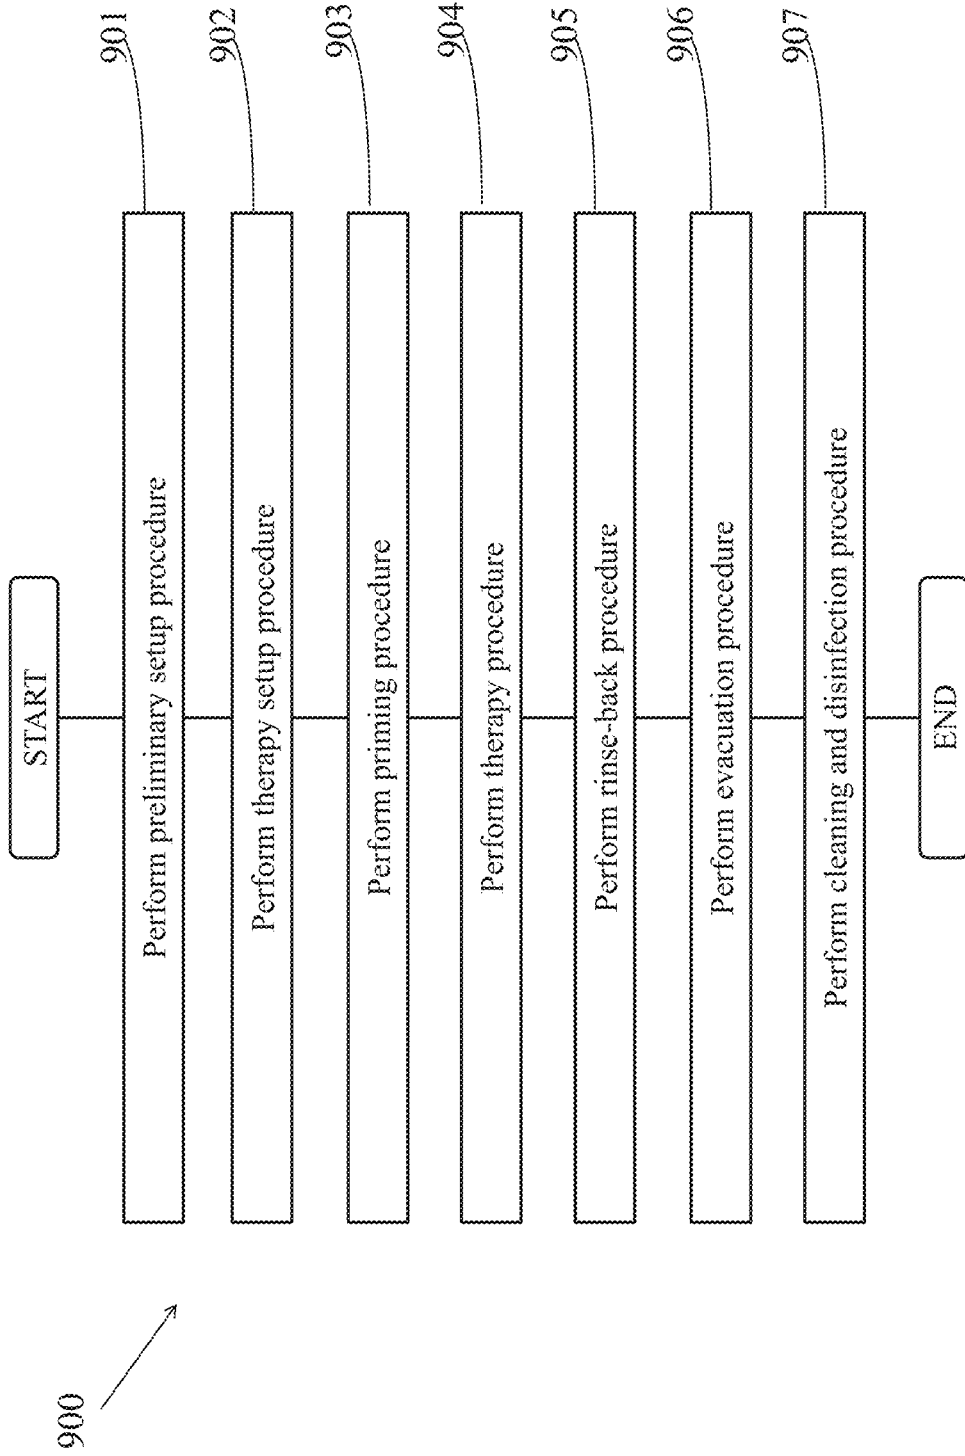 900
START
Perform preliminary setup procedure
901
Perform therapy setup procedure
902
Perform priming procedure
903
Perform therapy procedure
904
Perform rinse-back procedure
905
Perform evacuation procedure
906
Perform cleaning and disinfection procedure
907
END